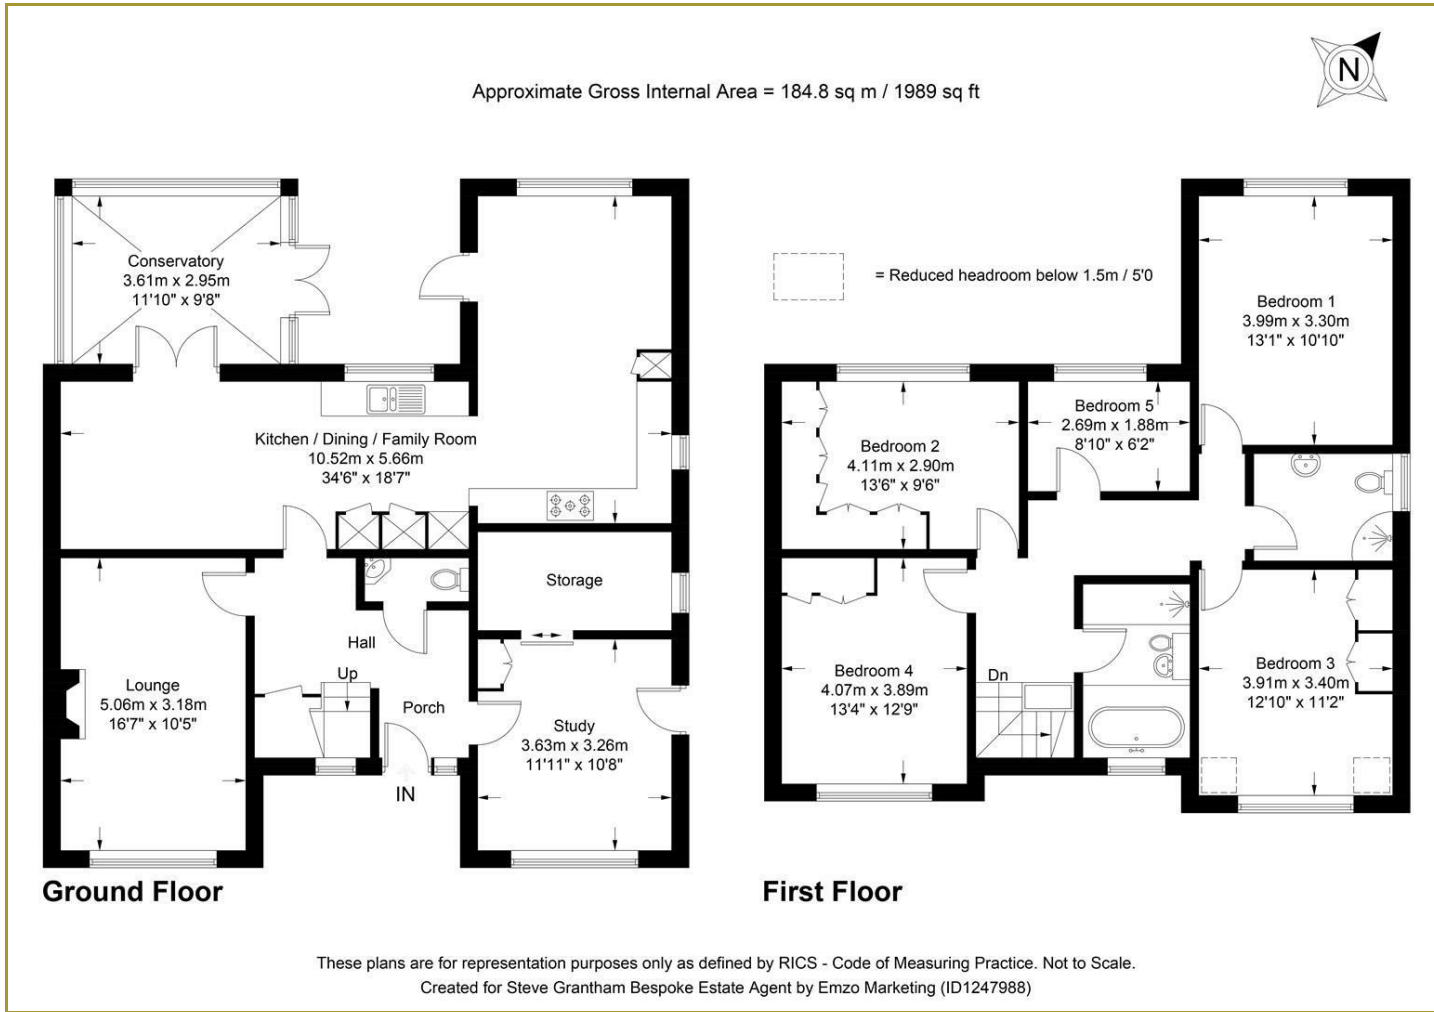 N
Approximate Gross Internal Area = 184.8 sq m / 1989 sq ft
Conservatory
3.61m x 2.95m
11'10" x 9'8"
Kitchen / Dining / Family Room
10.52m x 5.66m
34'6" x 18'7"
Storage
Hall
Up
Lounge
5.06m x 3.18m
16'7" x 10'5"
Porch
Study
3.63m x 3.26m
11'11" x 10'8"
IN
Ground Floor
= Reduced headroom below 1.5m / 5'0
Bedroom 1
3.99m x 3.30m
13'1" x 10'10"
Bedroom 5
2.69m x 1.88m
8'10" x 6'2"
Bedroom 2
4.11m x 2.90m
13'6" x 9'6"
Bedroom 4
4.07m x 3.89m
13'4" x 12'9"
Dn
Bedroom 3
3.91m x 3.40m
12'10" x 11'2"
First Floor
These plans are for representation purposes only as defined by RICS - Code of Measuring Practice. Not to Scale.
Created for Steve Grantham Bespoke Estate Agent by Emzo Marketing (ID1247988)